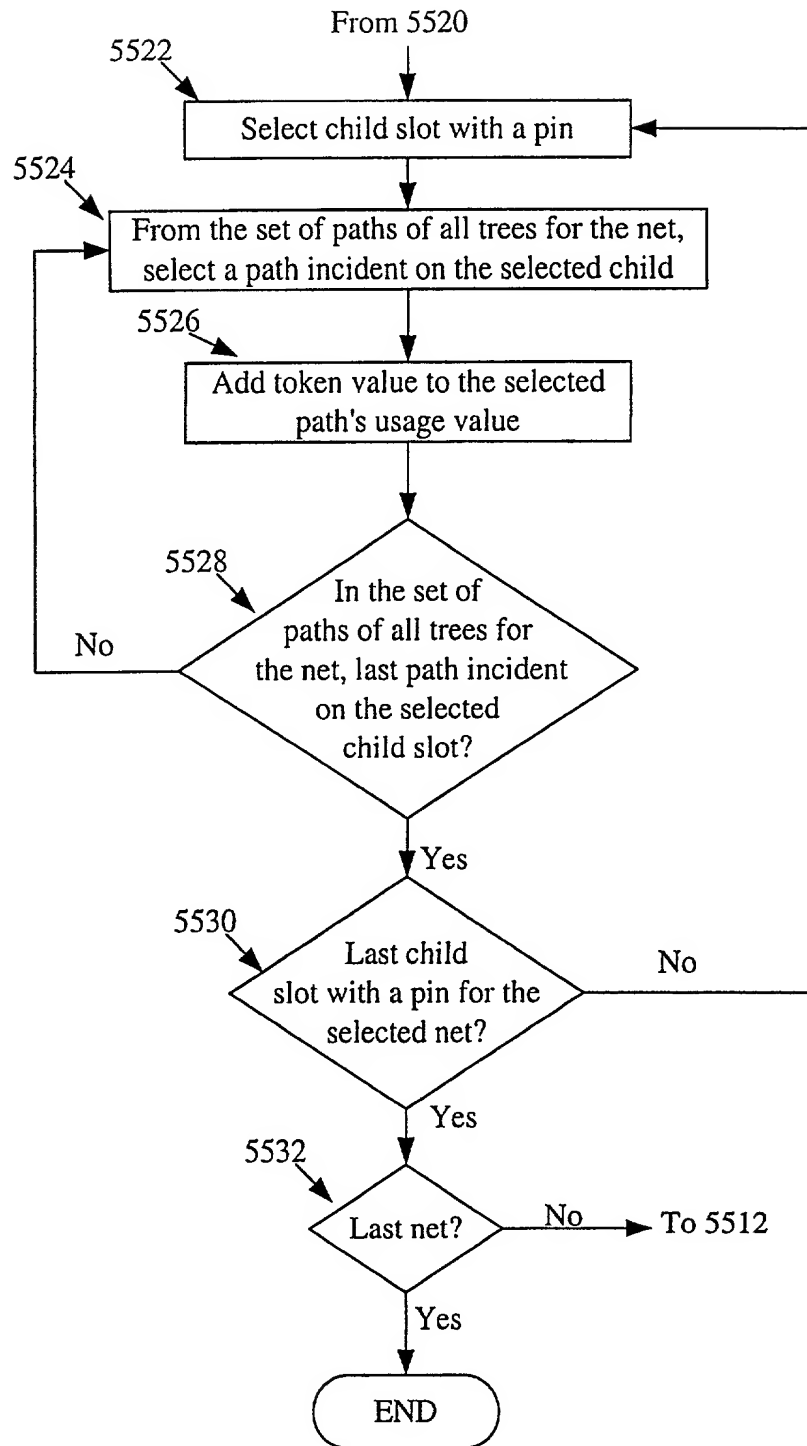 From 5520
5522
Select child slot with a pin
5524
From the set of paths of all trees for the net,
select a path incident on the selected child
5526
Add token value to the selected
path's usage value
5528
In the set of
paths of all trees for
the net, last path incident
on the selected
child slot?
No
Yes
5530
Last child
slot with a pin for the
selected net?
No
Yes
5532
Last net?
No
To 5512
Yes
END